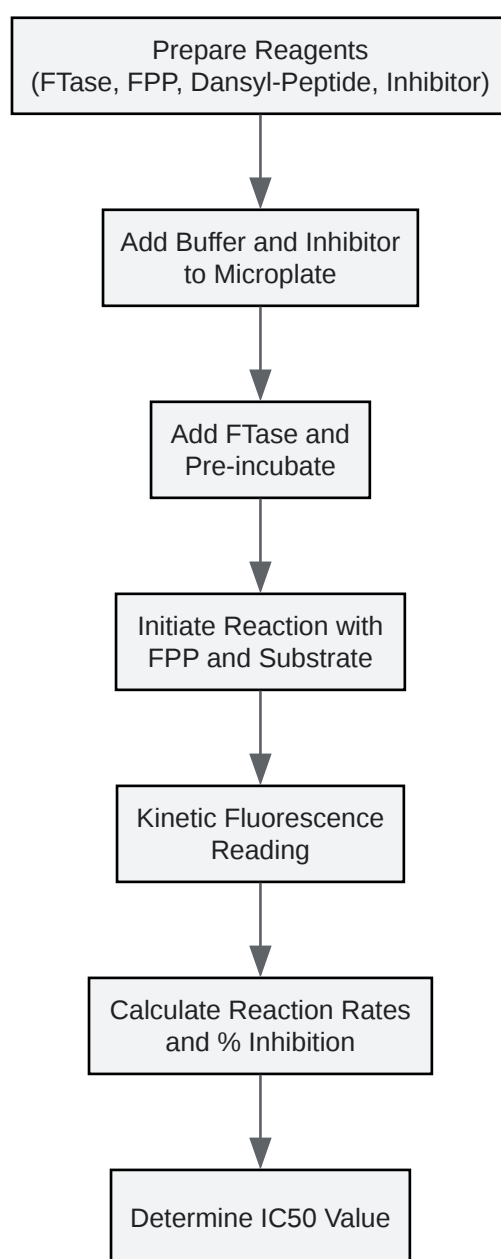 Prepare Reagents
(FTase, FPP, Dansyl-Peptide, Inhibitor)
Add Buffer and Inhibitor
to Microplate
Add FTase and
Pre-incubate
Initiate Reaction with
FPP and Substrate
Kinetic Fluorescence
Reading
Calculate Reaction Rates
and % Inhibition
Determine IC50 Value